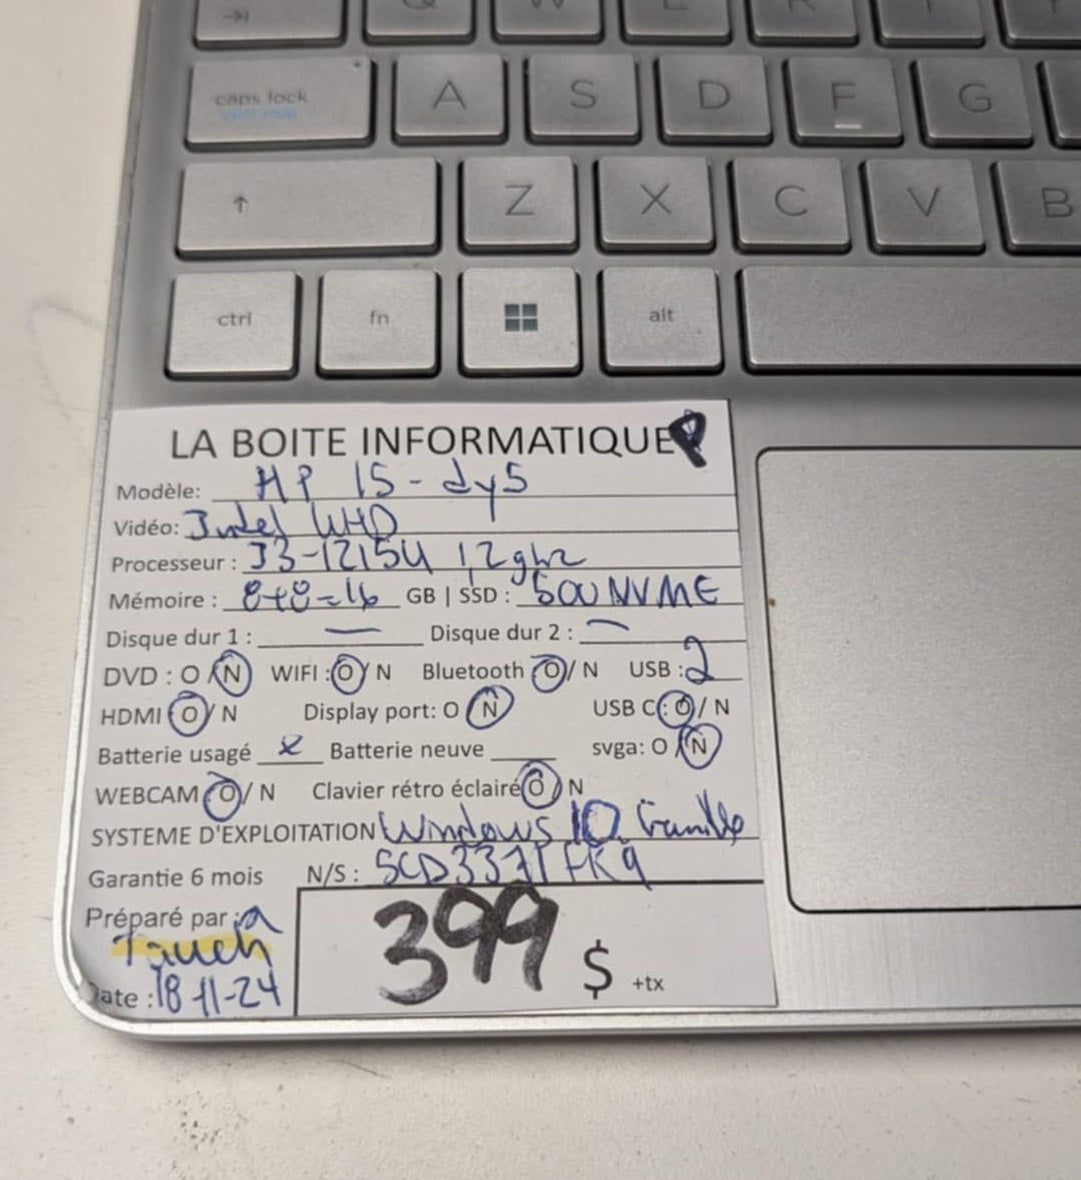 Q W E R T Y
caps lock A S D F G
Z X C V B
ctrl fn alt
LA BOITE INFORMATIQUE
Modèle: HP 15-dy5
Vidéo: Intel UHD
Processeur : I3-1215U 1,2ghz
Mémoire : 8+8=16 GB | SSD : 500 NVME
Disque dur 1 : — Disque dur 2 : —
DVD : O / N WIFI : O / N Bluetooth O / N USB : 2
HDMI O / N Display port: O / N USB C : O / N
Batterie usagé x Batterie neuve svga: O / N
WEBCAM O / N Clavier rétro éclairé O / N
SYSTEME D'EXPLOITATION Windows 10 Famille
Garantie 6 mois N/S :
Préparé par :
Date : 18-11-24
399 $ +tx